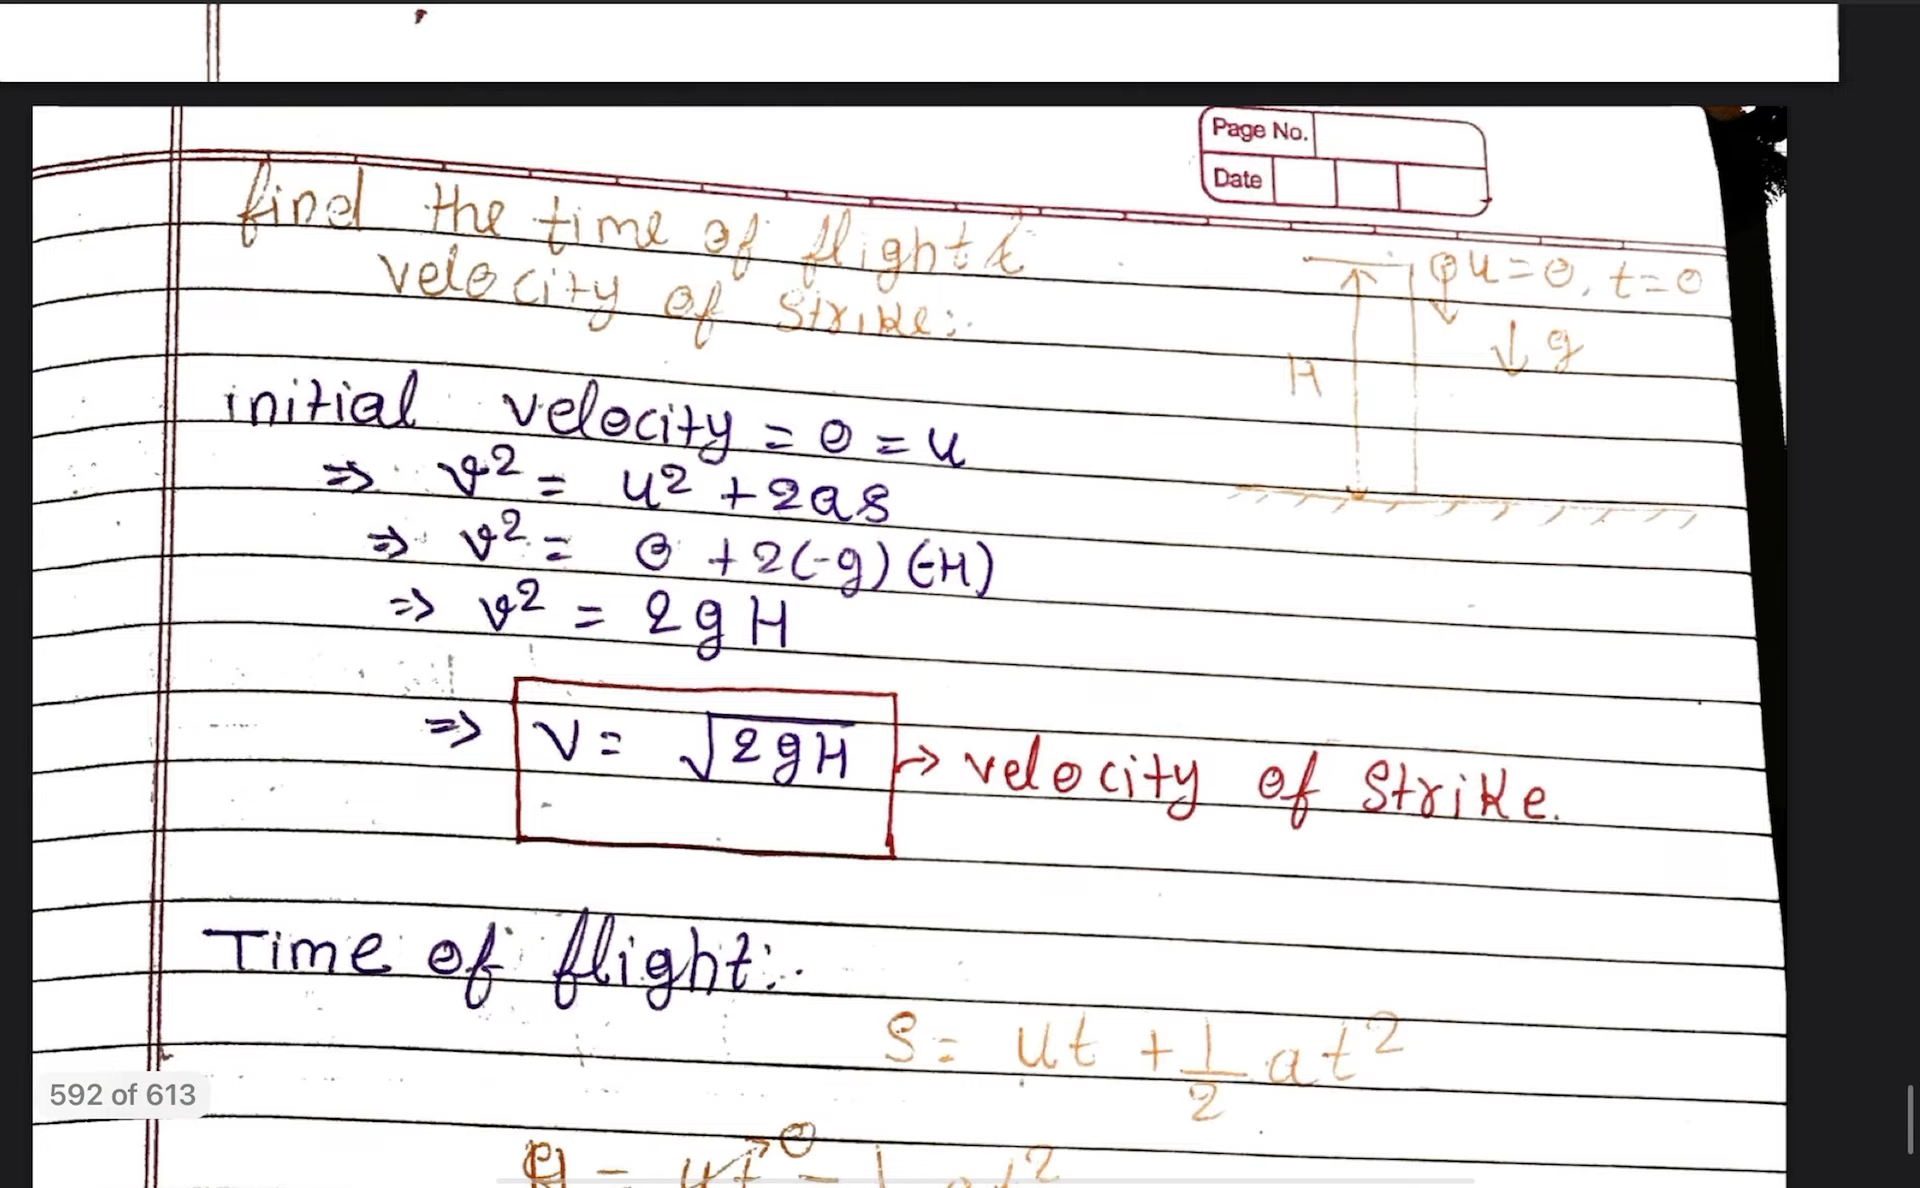 Page No.
Date
find the time of flight &
velocity of Strike:-
u=0, t=0
↓g
H
initial velocity = 0 = u
⇒ v² = u² + 2as
⇒ v² = 0 + 2(-g)(-H)
⇒ v² = 2gH
⇒ v = √2gH → velocity of Strike.
Time of flight:-
S = ut + 1/2 at²
592 of 613